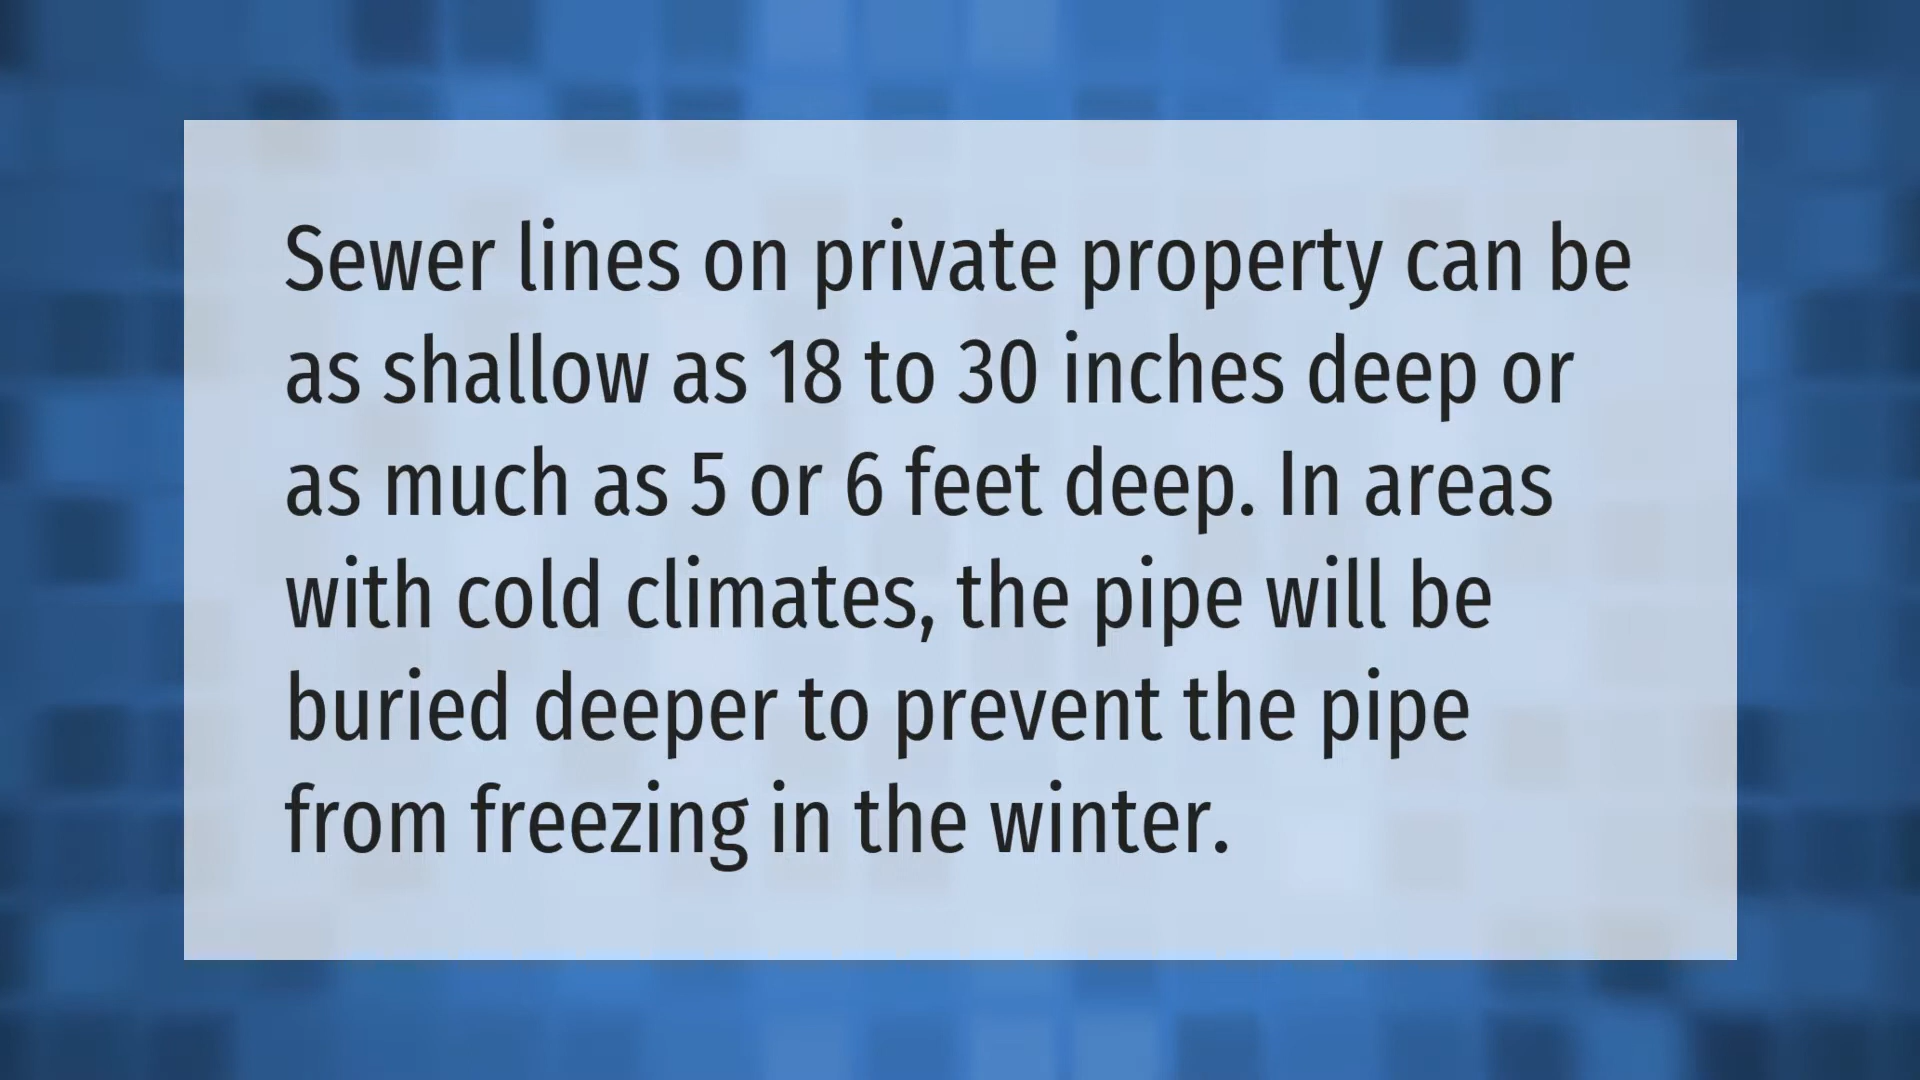 Sewer lines on private property can be
as shallow as 18 to 30 inches deep or
as much as 5 or 6 feet deep. In areas
with cold climates, the pipe will be
buried deeper to prevent the pipe
from freezing in the winter.